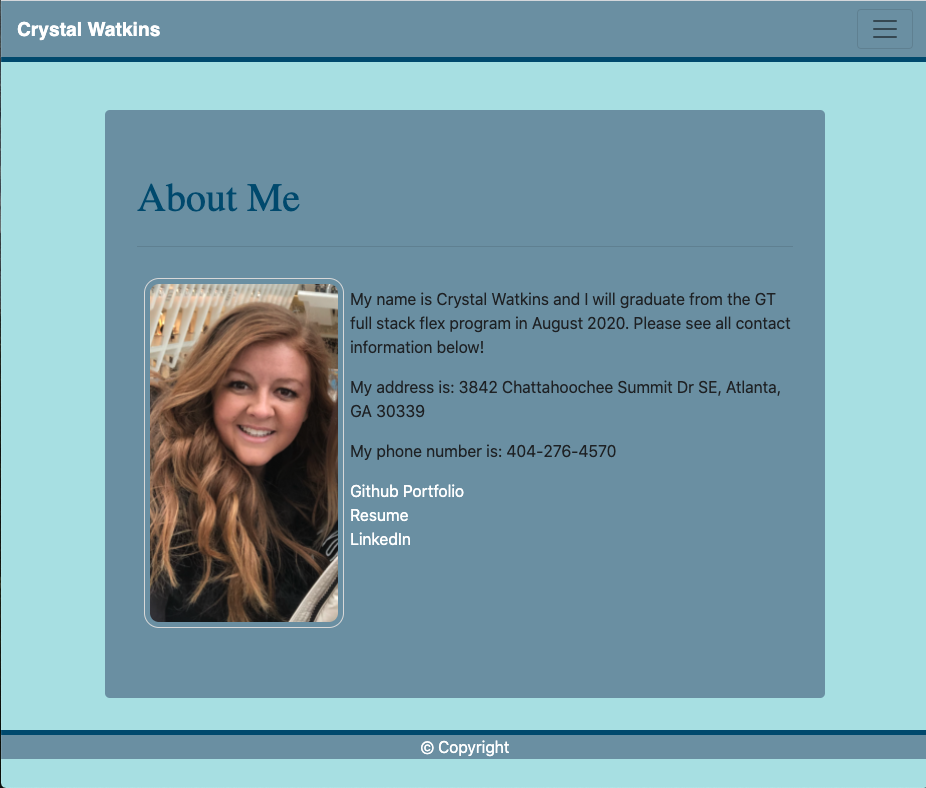 Crystal Watkins
About Me
My name is Crystal Watkins and I will graduate from the GT
full stack flex program in August 2020. Please see all contact
information below!
My address is: 3842 Chattahoochee Summit Dr SE, Atlanta,
GA 30339
My phone number is: 404-276-4570
Github Portfolio
Resume
LinkedIn
© Copyright